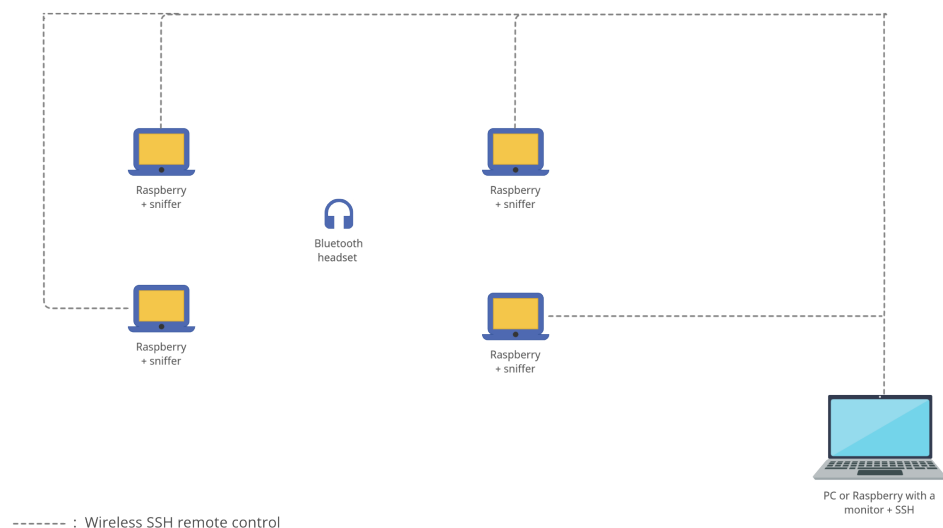 Raspberry
+ sniffer
Raspberry
+ sniffer
Bluetooth
headset
Raspberry
+ sniffer
Raspberry
+ sniffer
PC or Raspberry with a
monitor + SSH
------- : Wireless SSH remote control